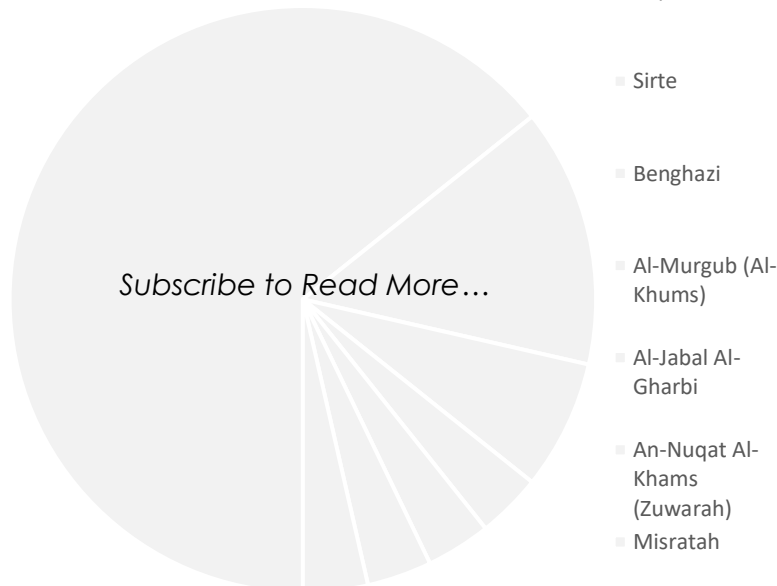 Sirte
Benghazi
Subscribe to Read More…
Al-Murgub (Al-
Khums)
Al-Jabal Al-
Gharbi
An-Nuqat Al-
Khams
(Zuwarah)
Misratah